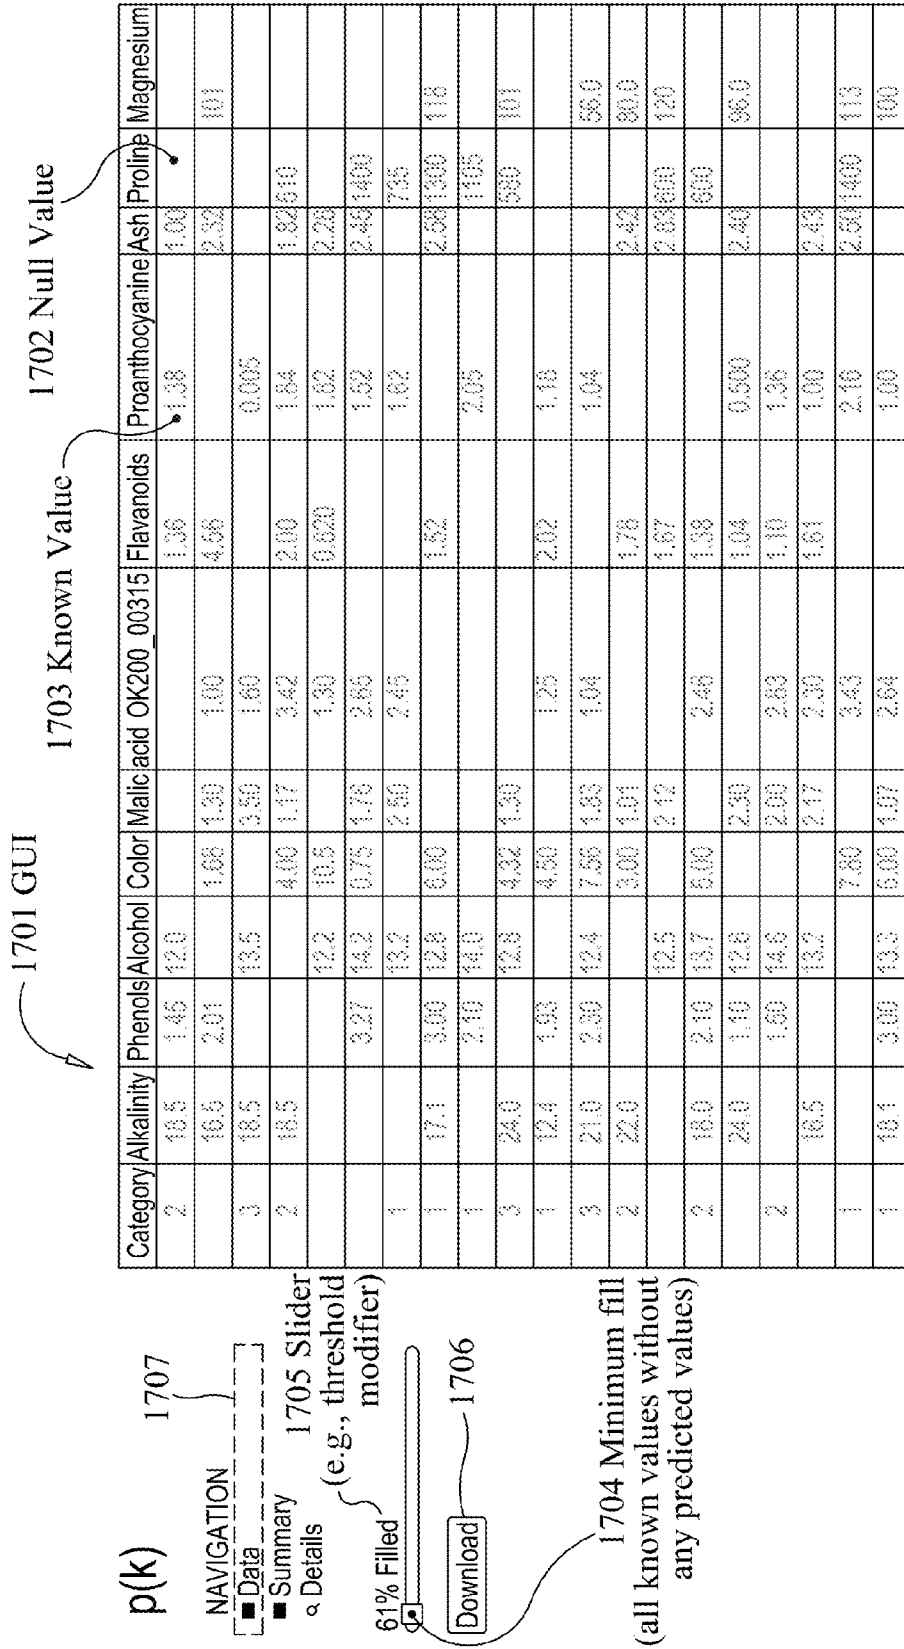 1701 GUI
1703 Known Value
1702 Null Value
p(k)
1707
NAVIGATION
Data
Summary
Details
1705 Slider
(e.g., threshold
modifier)
61% Filled
Download
1706
1704 Minimum fill
(all known values without
any predicted values)
Category Alkalinity Phenols Alcohol Color Malic acid OK200_00315 Flavanoids Proanthocyanine Ash Proline Magnesium
2 18.5 1.45 12.0 1.36 1.38 1.00
16.5 2.01 1.68 1.30 1.00 4.56 2.32 101
3 18.5 13.5 3.50 1.60 0.005
2 18.5 4.00 1.17 3.42 2.00 1.84 1.82 510
12.2 10.5 1.30 0.620 1.62 2.28
3.27 14.2 0.75 1.76 2.65 1.52 2.45 1400
1 13.2 2.50 2.45 1.62 735
1 17.1 3.00 12.8 6.00 1.52 2.56 1300 118
1 2.10 14.0 2.05 1105
3 24.0 12.8 4.32 1.30 580 101
1 12.4 1.93 4.50 1.25 2.02 1.16
3 21.0 2.30 12.4 7.56 1.83 1.04 1.04 56.0
2 22.0 3.00 1.01 1.78 2.42 80.0
12.5 2.12 1.67 2.83 600 120
2 18.0 2.10 13.7 5.00 2.46 1.38 600
24.0 1.10 12.6 2.30 1.04 0.500 2.40 96.0
2 1.50 14.6 2.00 2.63 1.10 1.36
16.5 13.2 2.17 2.30 1.61 1.00 2.43
1 7.80 3.43 2.10 2.50 1400 113
1 18.1 3.00 13.3 6.00 1.07 2.64 1.00 100